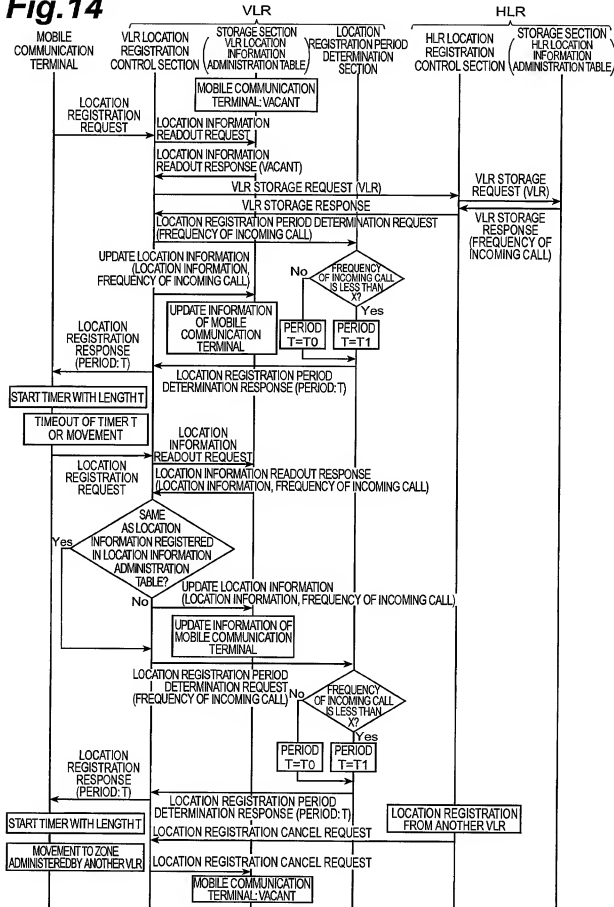 Fig.14
VLR
HLR
MOBILE
COMMUNICATION
TERMINAL
VLR LOCATION
REGISTRATION
CONTROL SECTION
STORAGE SECTION
VLR LOCATION
INFORMATION
ADMINISTRATION TABLE
LOCATION
REGISTRATION PERIOD
DETERMINATION
SECTION
HLR LOCATION
REGISTRATION
CONTROL SECTION
STORAGE SECTION
HLR LOCATION
INFORMATION
ADMINISTRATION TABLE
MOBILE COMMUNICATION
TERMINAL: VACANT
LOCATION
REGISTRATION
REQUEST
LOCATION INFORMATION
READOUT REQUEST
LOCATION INFORMATION
READOUT RESPONSE (VACANT)
VLR STORAGE REQUEST (VLR)
VLR STORAGE
REQUEST (VLR)
VLR STORAGE RESPONSE
VLR STORAGE
RESPONSE
(FREQUENCY OF
INCOMING CALL)
LOCATION REGISTRATION PERIOD DETERMINATION REQUEST
(FREQUENCY OF INCOMING CALL)
UPDATE LOCATION INFORMATION
(LOCATION INFORMATION,
FREQUENCY OF INCOMING CALL)
No
FREQUENCY
OF INCOMING CALL
IS LESS THAN
X?
Yes
UPDATE INFORMATION
OF MOBILE
COMMUNICATION
TERMINAL
PERIOD
T=T0
PERIOD
T=T1
LOCATION
REGISTRATION
RESPONSE
(PERIOD: T)
LOCATION REGISTRATION PERIOD
DETERMINATION RESPONSE (PERIOD: T)
START TIMER WITH LENGTH T
TIMEOUT OF TIMER T
OR MOVEMENT
LOCATION
REGISTRATION
REQUEST
LOCATION
INFORMATION
READOUT REQUEST
LOCATION INFORMATION READOUT RESPONSE
(LOCATION INFORMATION, FREQUENCY OF INCOMING CALL)
SAME
AS LOCATION
INFORMATION REGISTERED
IN LOCATION INFORMATION
ADMINISTRATION
TABLE?
Yes
No
UPDATE LOCATION INFORMATION
(LOCATION INFORMATION, FREQUENCY OF INCOMING CALL)
UPDATE INFORMATION OF
MOBILE COMMUNICATION
TERMINAL
LOCATION REGISTRATION PERIOD
DETERMINATION REQUEST
(FREQUENCY OF INCOMING CALL)
No
FREQUENCY
OF INCOMING CALL
IS LESS THAN
X?
Yes
PERIOD
T=T0
PERIOD
T=T1
LOCATION
REGISTRATION
RESPONSE
(PERIOD: T)
LOCATION REGISTRATION PERIOD
DETERMINATION RESPONSE (PERIOD: T)
START TIMER WITH LENGTH T
LOCATION REGISTRATION
FROM ANOTHER VLR
LOCATION REGISTRATION CANCEL REQUEST
MOVEMENT TO ZONE
ADMINISTEREDBY ANOTHER VLR
LOCATION REGISTRATION CANCEL REQUEST
MOBILE COMMUNICATION
TERMINAL: VACANT